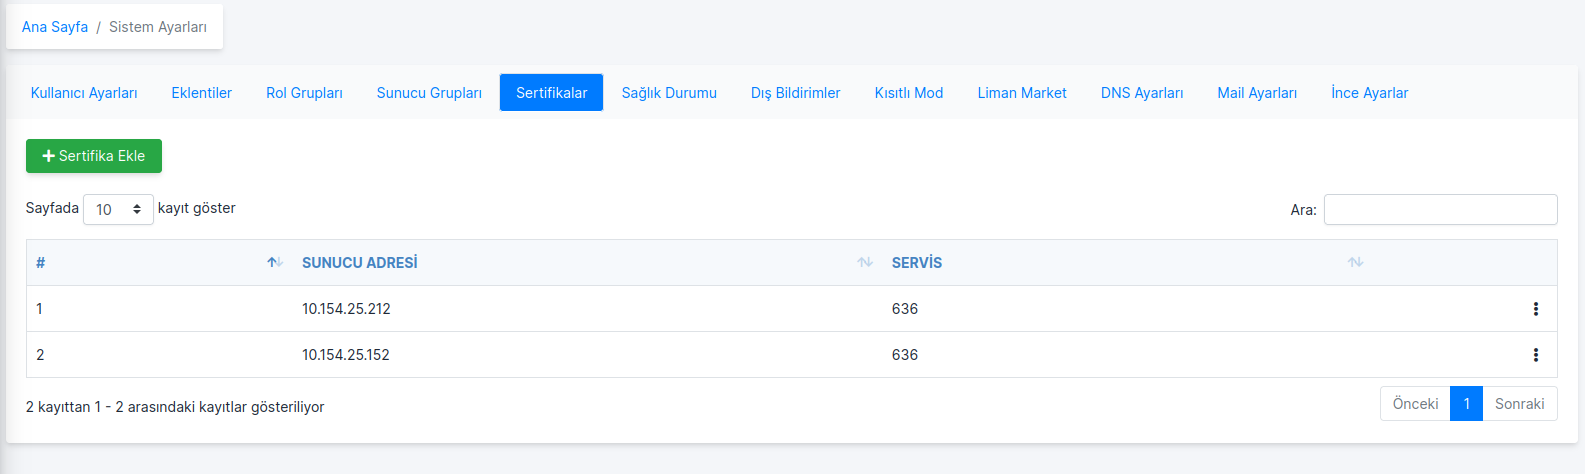 Ana Sayfa / Sistem Ayarları
Kullanıcı Ayarları Eklentiler Rol Grupları Sunucu Grupları Sertifikalar Sağlık Durumu Dış Bildirimler Kısıtlı Mod Liman Market DNS Ayarları Mail Ayarları İnce Ayarlar
+ Sertifika Ekle
Sayfada 10 kayıt göster Ara:
# SUNUCU ADRESİ SERVİS
1 10.154.25.212 636
2 10.154.25.152 636
2 kayıttan 1 - 2 arasındaki kayıtlar gösteriliyor Önceki 1 Sonraki